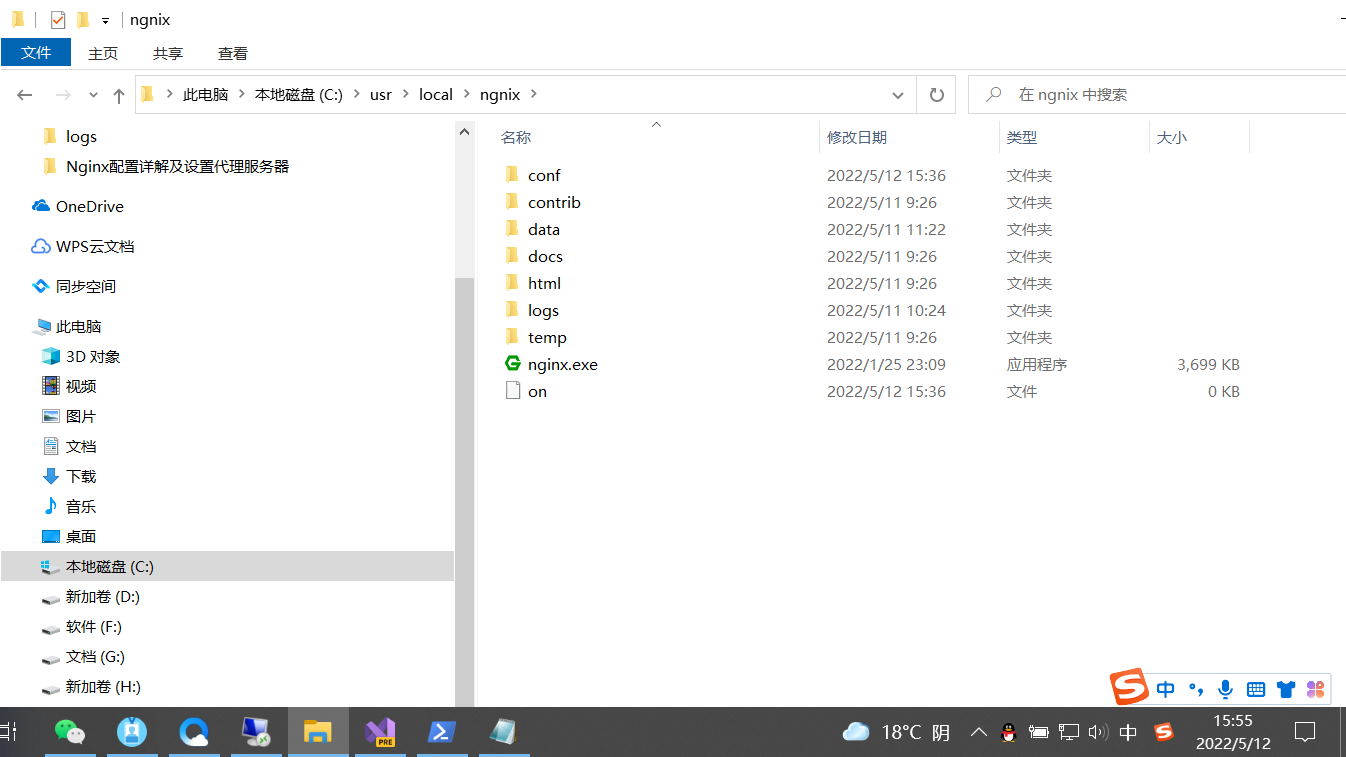 ngnix
文件 主页 共享 查看
此电脑 本地磁盘 (C:) usr local ngnix
在 ngnix 中搜索
logs
Nginx配置详解及设置代理服务器
OneDrive
WPS云文档
同步空间
此电脑
3D 对象
视频
图片
文档
下载
音乐
桌面
本地磁盘 (C:)
新加卷 (D:)
软件 (F:)
文档 (G:)
新加卷 (H:)
名称 修改日期 类型 大小
conf 2022/5/12 15:36 文件夹
contrib 2022/5/11 9:26 文件夹
data 2022/5/11 11:22 文件夹
docs 2022/5/11 9:26 文件夹
html 2022/5/11 9:26 文件夹
logs 2022/5/11 10:24 文件夹
temp 2022/5/11 9:26 文件夹
nginx.exe 2022/1/25 23:09 应用程序 3,699 KB
on 2022/5/12 15:36 文件 0 KB
S 中
PRE
18°C 阴
中
S
15:55
2022/5/12